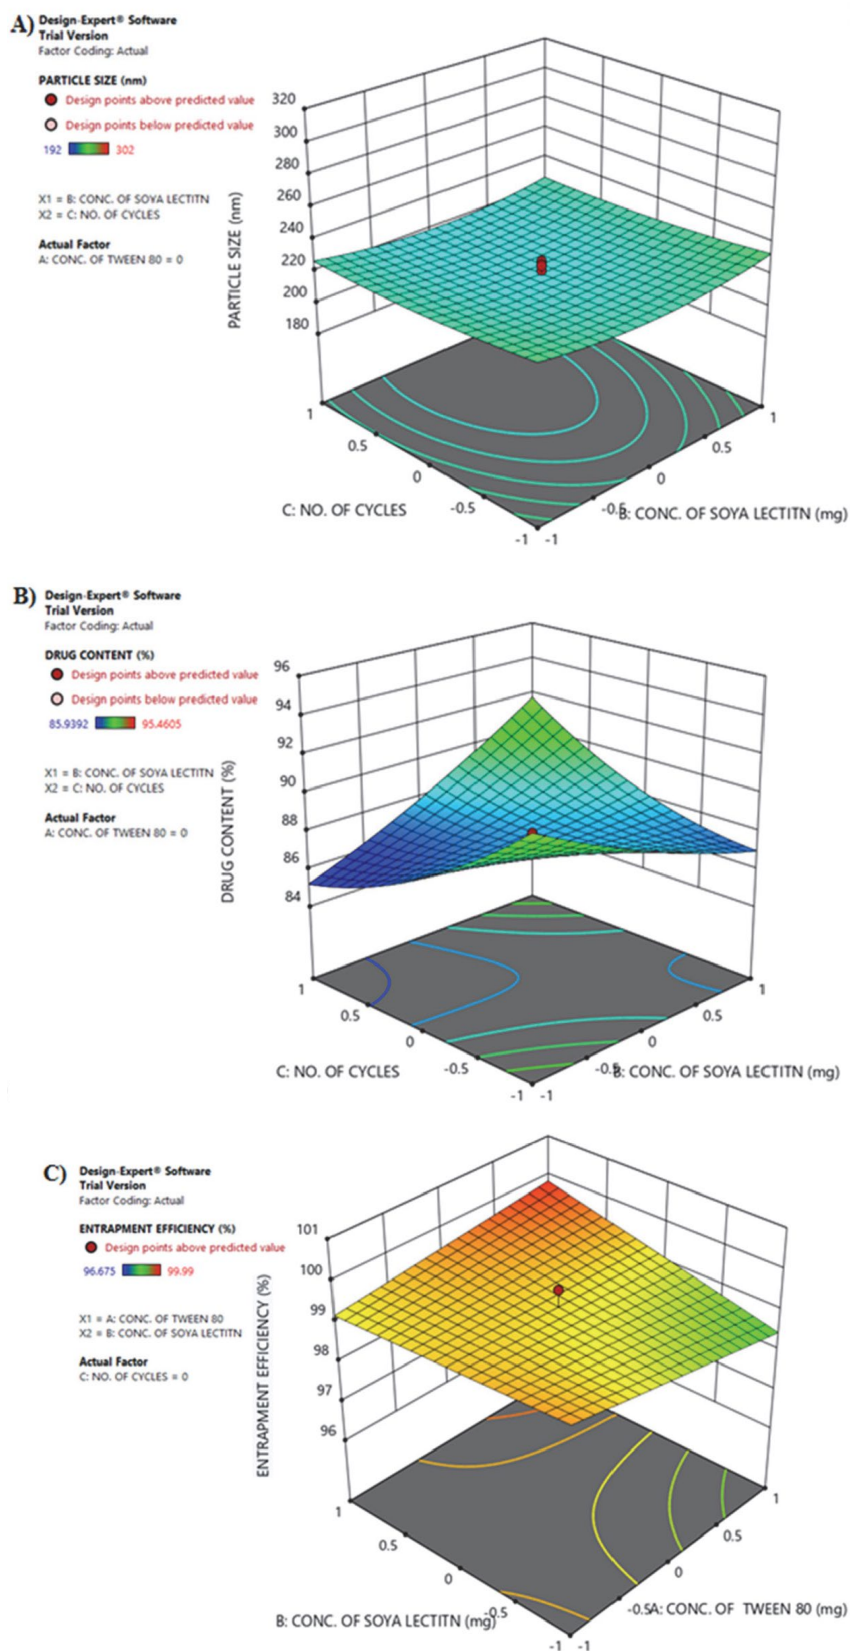 A) Design-Expert® Software
Trial Version
Factor Coding: Actual
PARTICLE SIZE (nm)
Design points above predicted value
Design points below predicted value
192 302
X1 = B: CONC. OF SOYA LECTITN
X2 = C: NO. OF CYCLES
Actual Factor
A: CONC. OF TWEEN 80 = 0
PARTICLE SIZE (nm)
320
300
280
260
240
220
200
180
1
0.5
0
-0.5
-1
C: NO. OF CYCLES
-1
-0.5
0
0.5
1
B: CONC. OF SOYA LECTITN (mg)
B) Design-Expert® Software
Trial Version
Factor Coding: Actual
DRUG CONTENT (%)
Design points above predicted value
Design points below predicted value
85.9392 95.4605
X1 = B: CONC. OF SOYA LECTITN
X2 = C: NO. OF CYCLES
Actual Factor
A: CONC. OF TWEEN 80 = 0
DRUG CONTENT (%)
96
94
92
90
88
86
84
1
0.5
0
-0.5
-1
C: NO. OF CYCLES
-1
-0.5
0
0.5
1
B: CONC. OF SOYA LECTITN (mg)
C) Design-Expert® Software
Trial Version
Factor Coding: Actual
ENTRAPMENT EFFICIENCY (%)
Design points above predicted value
96.675 99.99
X1 = A: CONC. OF TWEEN 80
X2 = B: CONC. OF SOYA LECTITN
Actual Factor
C: NO. OF CYCLES = 0
ENTRAPMENT EFFICIENCY (%)
101
100
99
98
97
96
1
0.5
0
-0.5
-1
B: CONC. OF SOYA LECTITN (mg)
-1
-0.5
0
0.5
1
A: CONC. OF TWEEN 80 (mg)